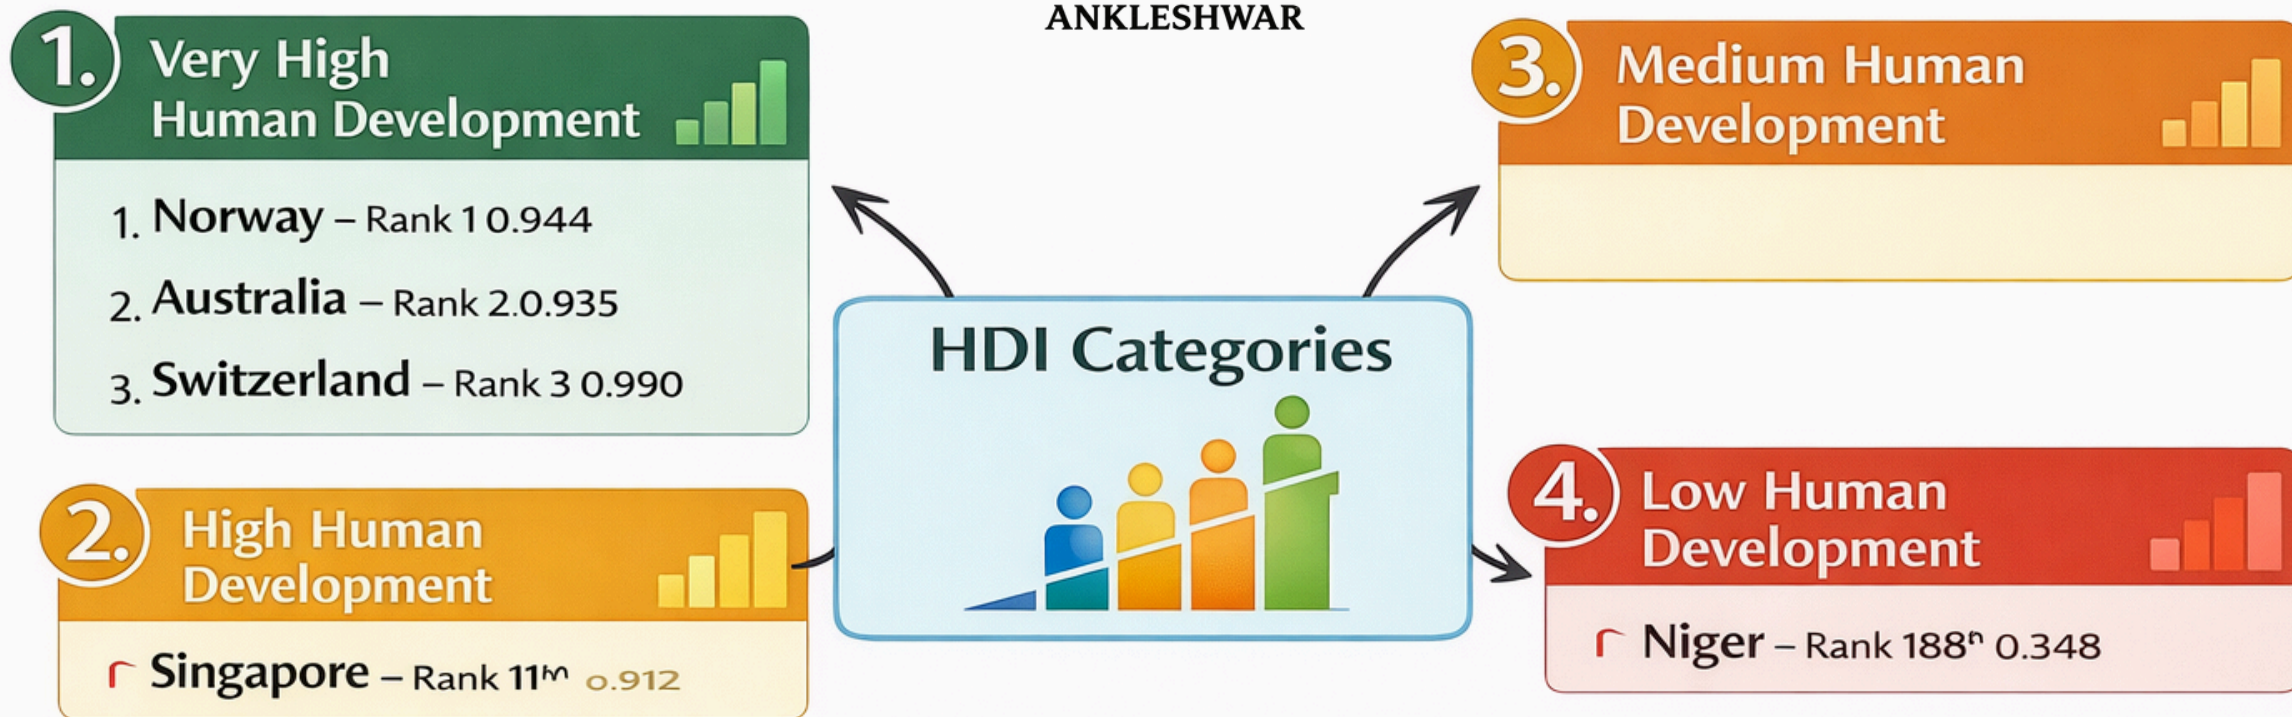 ANKLESHWAR
1. Very High
Human Development
1. Norway – Rank 1 0.944
2. Australia – Rank 2.0.935
3. Switzerland – Rank 3 0.990
2. High Human
Development
Singapore – Rank 11ᵗʰ 0.912
HDI Categories
3. Medium Human
Development
4. Low Human
Development
Niger – Rank 188ⁿ 0.348